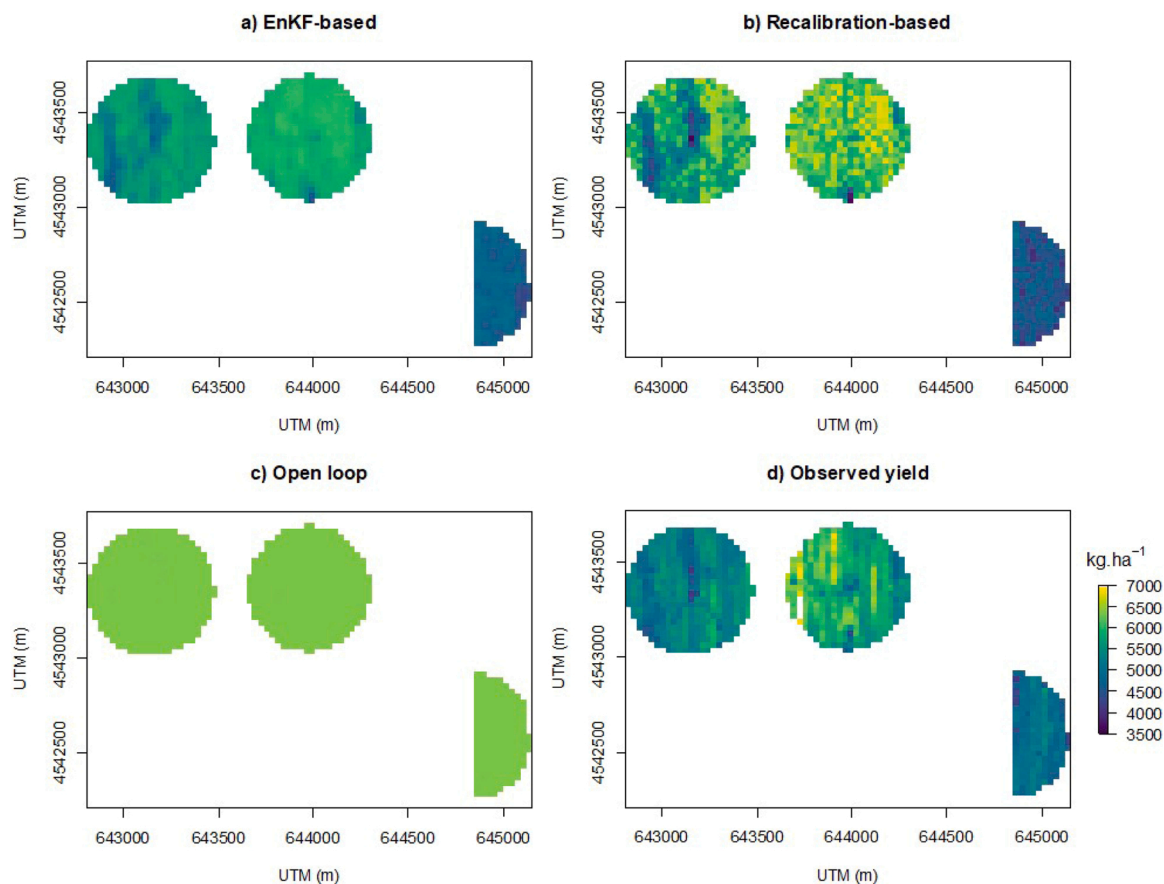 a) EnKF-based
b) Recalibration-based
UTM (m)
4543500
4543000
4542500
643000 643500 644000 644500 645000
UTM (m)
UTM (m)
4543500
4543000
4542500
643000 643500 644000 644500 645000
UTM (m)
c) Open loop
d) Observed yield
UTM (m)
4543500
4543000
4542500
643000 643500 644000 644500 645000
UTM (m)
UTM (m)
4543500
4543000
4542500
643000 643500 644000 644500 645000
UTM (m)
kg.ha⁻¹
7000
6500
6000
5500
5000
4500
4000
3500